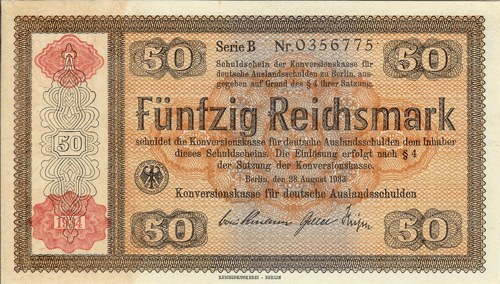 50
Serie B Nr. 0356775
50
Schuldschein der Konversionskasse für
deutsche Auslandsschulden zu Berlin, aus-
gegeben auf Grund des § 4 ihrer Satzung.
Fünfzig Reichsmark
schuldet die Konversionskasse für deutsche Auslandsschulden dem Inhaber
dieses Schuldscheins. Die Einlösung erfolgt nach § 4
der Satzung der Konversionskasse.
Berlin, den 28. August 1933
Konversionskasse für deutsche Auslandsschulden
50
1934
50
50
REICHSDRUCKEREI · BERLIN